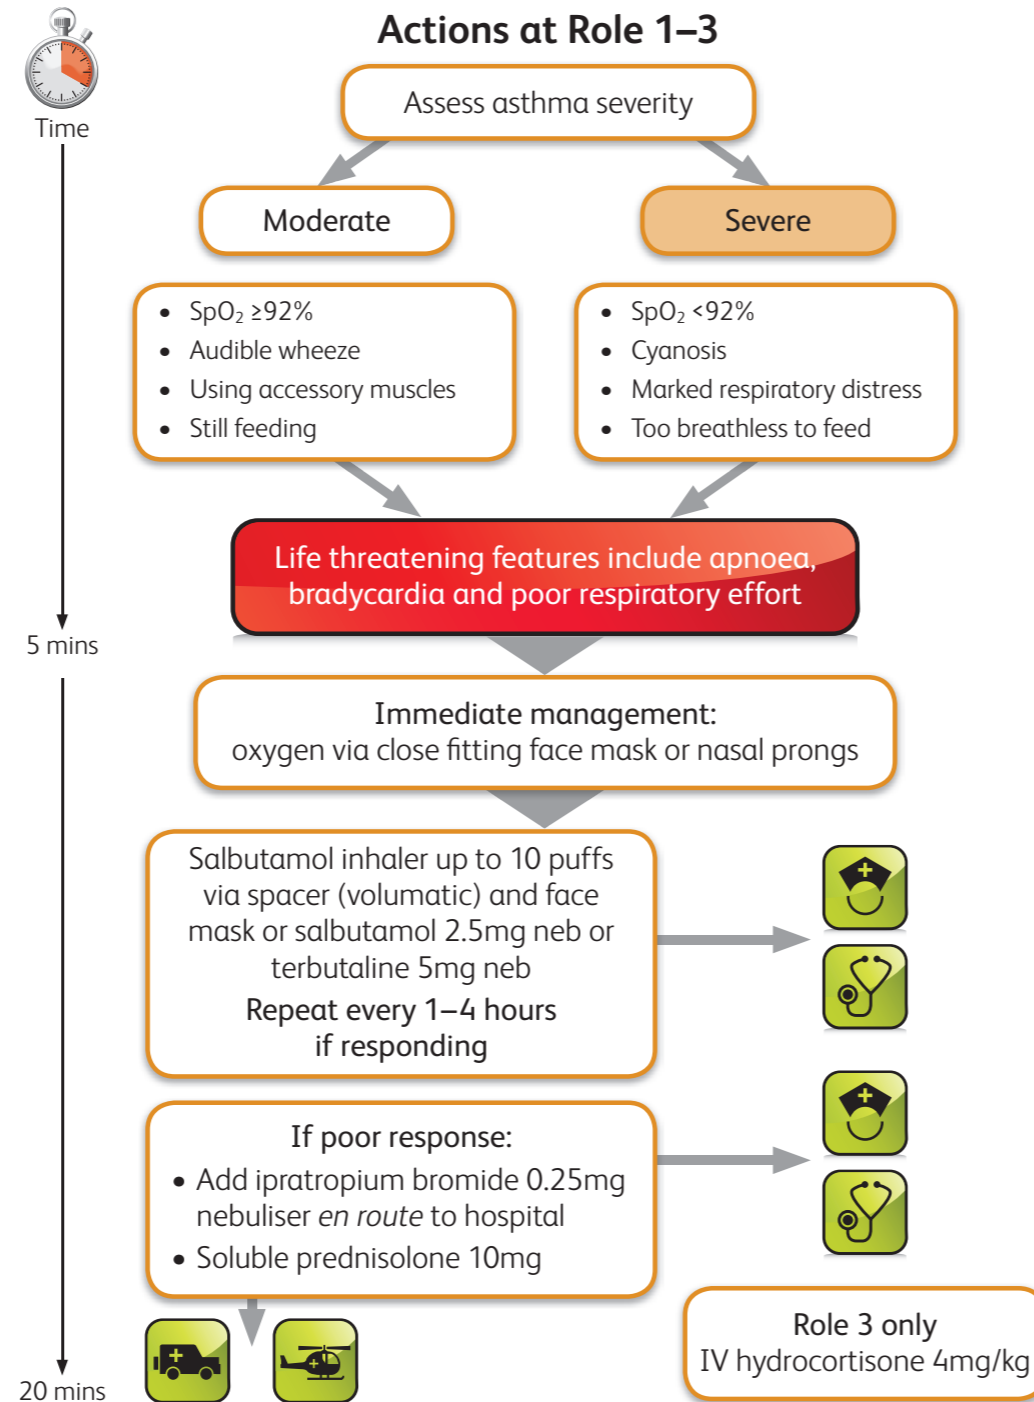 Actions at Role 1–3
Time
Assess asthma severity
Moderate
Severe
• SpO₂ ≥92%
• Audible wheeze
• Using accessory muscles
• Still feeding
• SpO₂ <92%
• Cyanosis
• Marked respiratory distress
• Too breathless to feed
Life threatening features include apnoea,
bradycardia and poor respiratory effort
5 mins
Immediate management:
oxygen via close fitting face mask or nasal prongs
Salbutamol inhaler up to 10 puffs
via spacer (volumatic) and face
mask or salbutamol 2.5mg neb or
terbutaline 5mg neb
Repeat every 1–4 hours
if responding
If poor response:
• Add ipratropium bromide 0.25mg
nebuliser en route to hospital
• Soluble prednisolone 10mg
Role 3 only
IV hydrocortisone 4mg/kg
20 mins